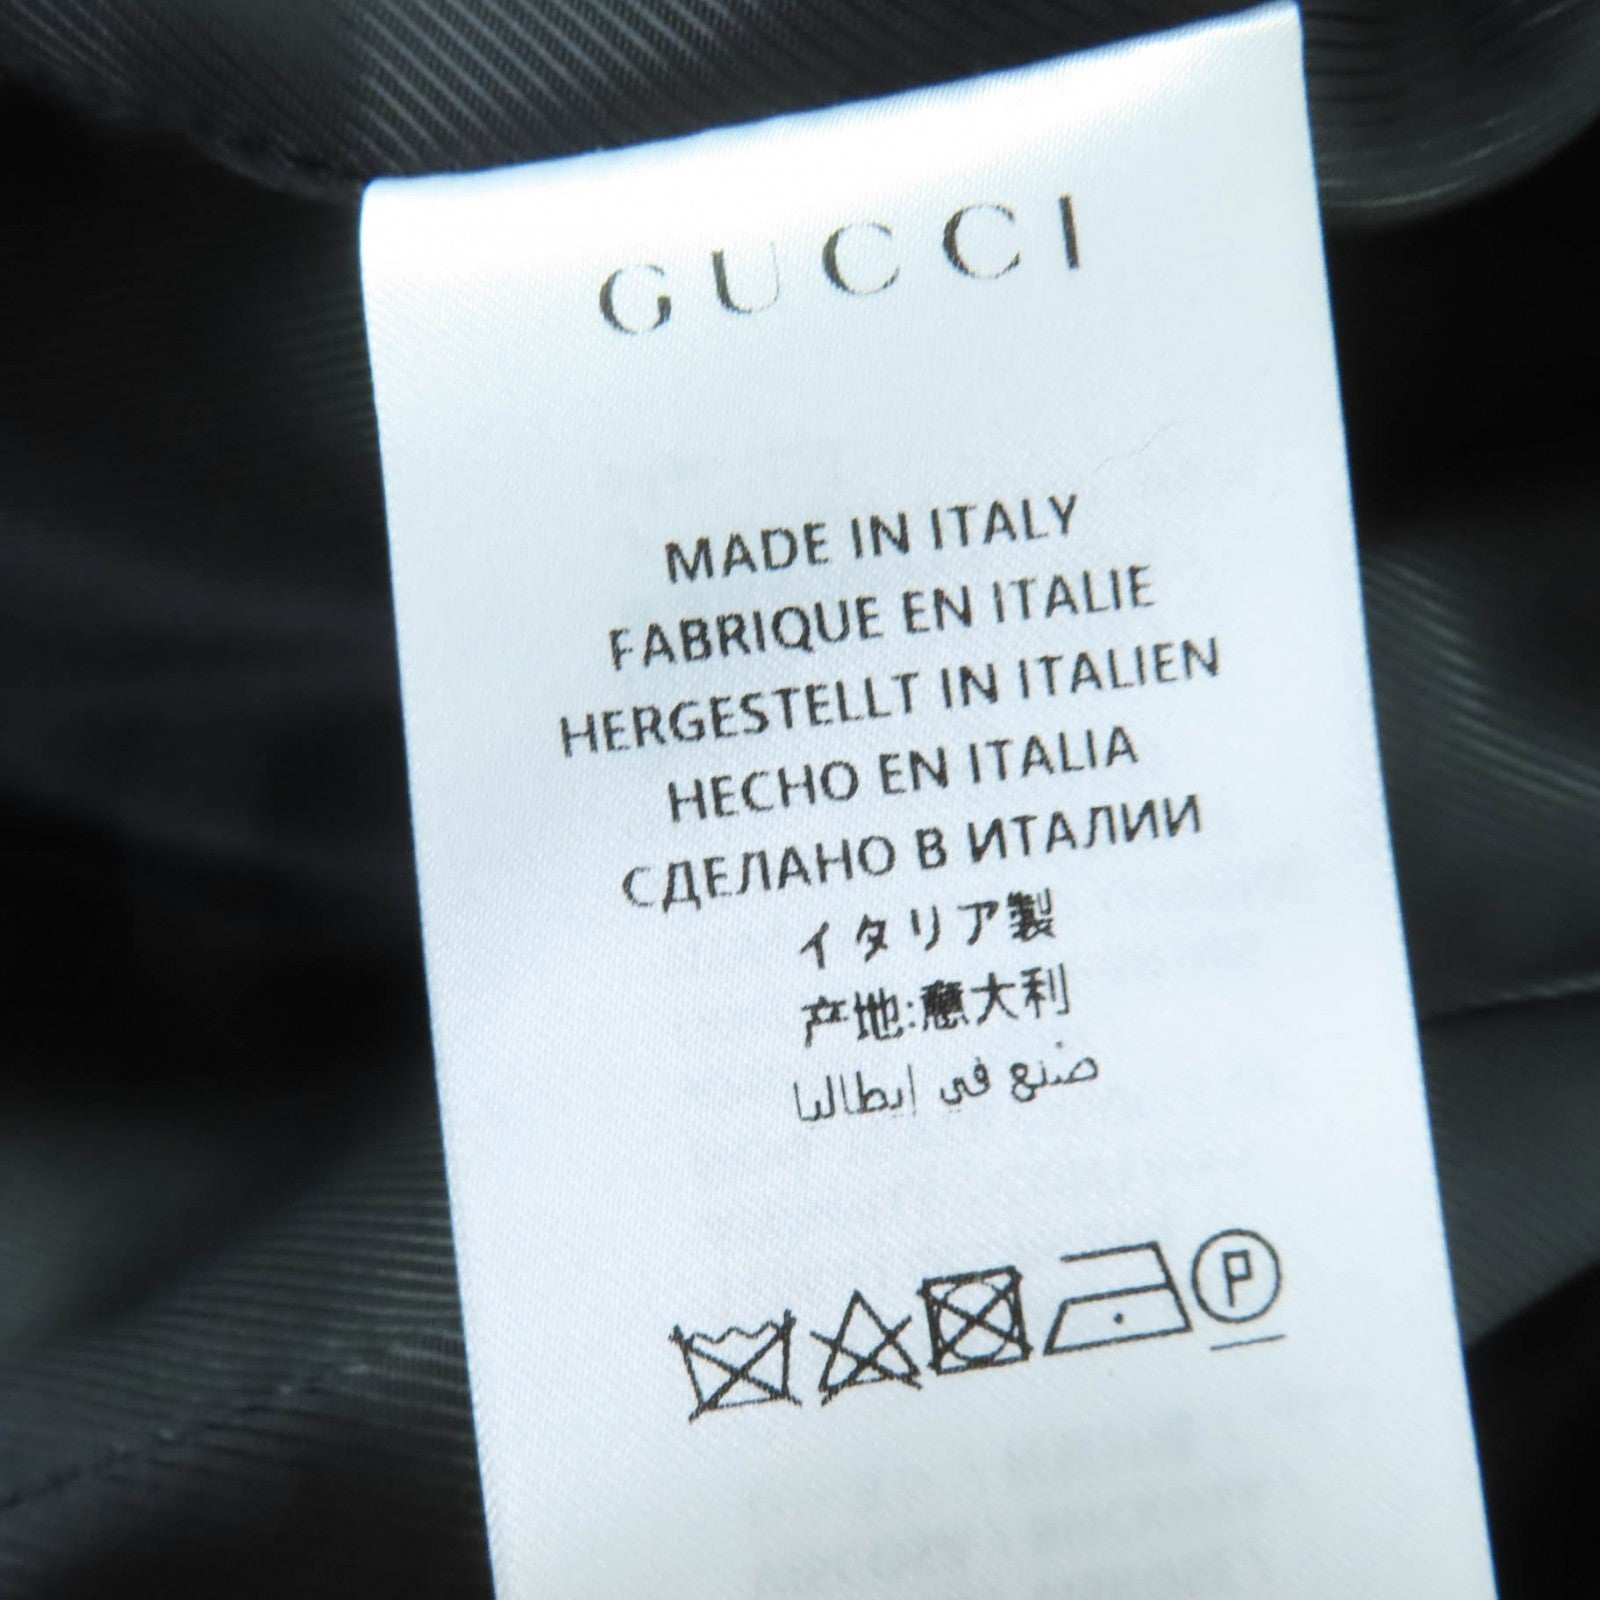 GUCCI
MADE IN ITALY
FABRIQUE EN ITALIE
HERGESTELLT IN ITALIEN
HECHO EN ITALIA
СДЕЛАНО В ИТАЛИИ
イタリア製
产地:意大利
صنع في إيطاليا
P